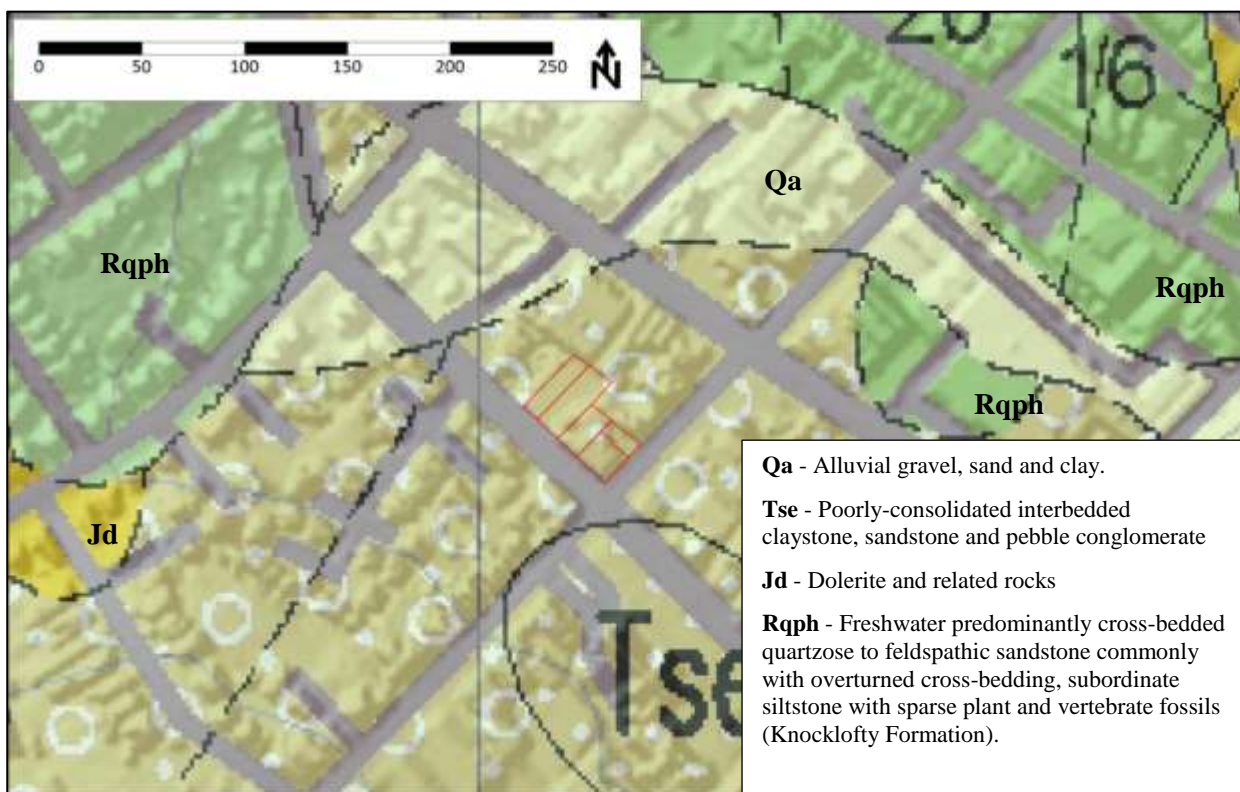 20
16
0 50 100 150 200 250
N
Qa
Rqph
Rqph
Rqph
Jd
Tse
Qa - Alluvial gravel, sand and clay.
Tse - Poorly-consolidated interbedded
claystone, sandstone and pebble conglomerate
Jd - Dolerite and related rocks
Rqph - Freshwater predominantly cross-bedded
quartzose to feldspathic sandstone commonly
with overturned cross-bedding, subordinate
siltstone with sparse plant and vertebrate fossils
(Knocklofty Formation).